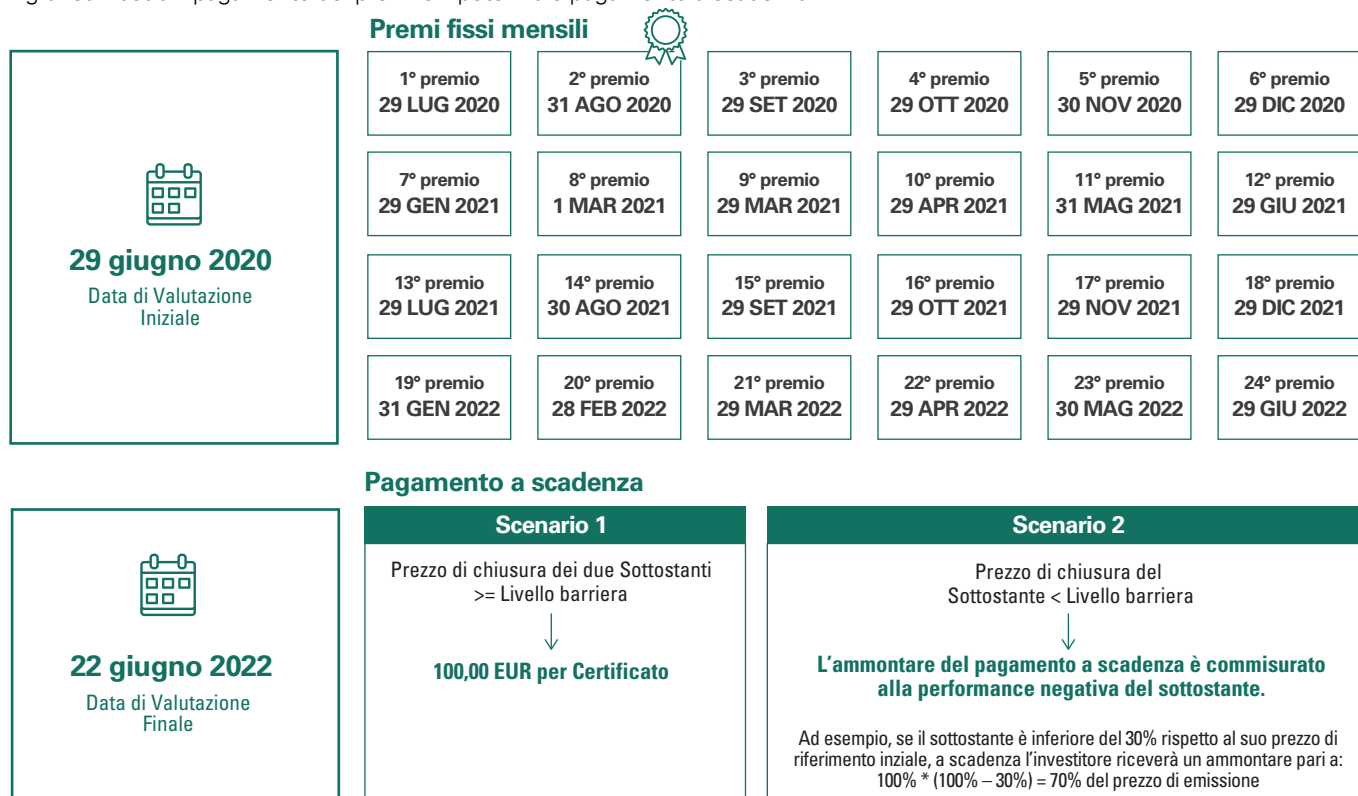 Premi fissi mensili
1° premio
29 LUG 2020
2° premio
31 AGO 2020
3° premio
29 SET 2020
4° premio
29 OTT 2020
5° premio
30 NOV 2020
6° premio
29 DIC 2020
7° premio
29 GEN 2021
8° premio
1 MAR 2021
9° premio
29 MAR 2021
10° premio
29 APR 2021
11° premio
31 MAG 2021
12° premio
29 GIU 2021
29 giugno 2020
Data di Valutazione
Iniziale
13° premio
29 LUG 2021
14° premio
30 AGO 2021
15° premio
29 SET 2021
16° premio
29 OTT 2021
17° premio
29 NOV 2021
18° premio
29 DIC 2021
19° premio
31 GEN 2022
20° premio
28 FEB 2022
21° premio
29 MAR 2022
22° premio
29 APR 2022
23° premio
30 MAG 2022
24° premio
29 GIU 2022
Pagamento a scadenza
22 giugno 2022
Data di Valutazione
Finale
Scenario 1
Prezzo di chiusura dei due Sottostanti
>= Livello barriera
100,00 EUR per Certificato
Scenario 2
Prezzo di chiusura del
Sottostante < Livello barriera
L'ammontare del pagamento a scadenza è commisurato
alla performance negativa del sottostante.
Ad esempio, se il sottostante è inferiore del 30% rispetto al suo prezzo di
riferimento inziale, a scadenza l'investitore riceverà un ammontare pari a:
100% * (100% – 30%) = 70% del prezzo di emissione